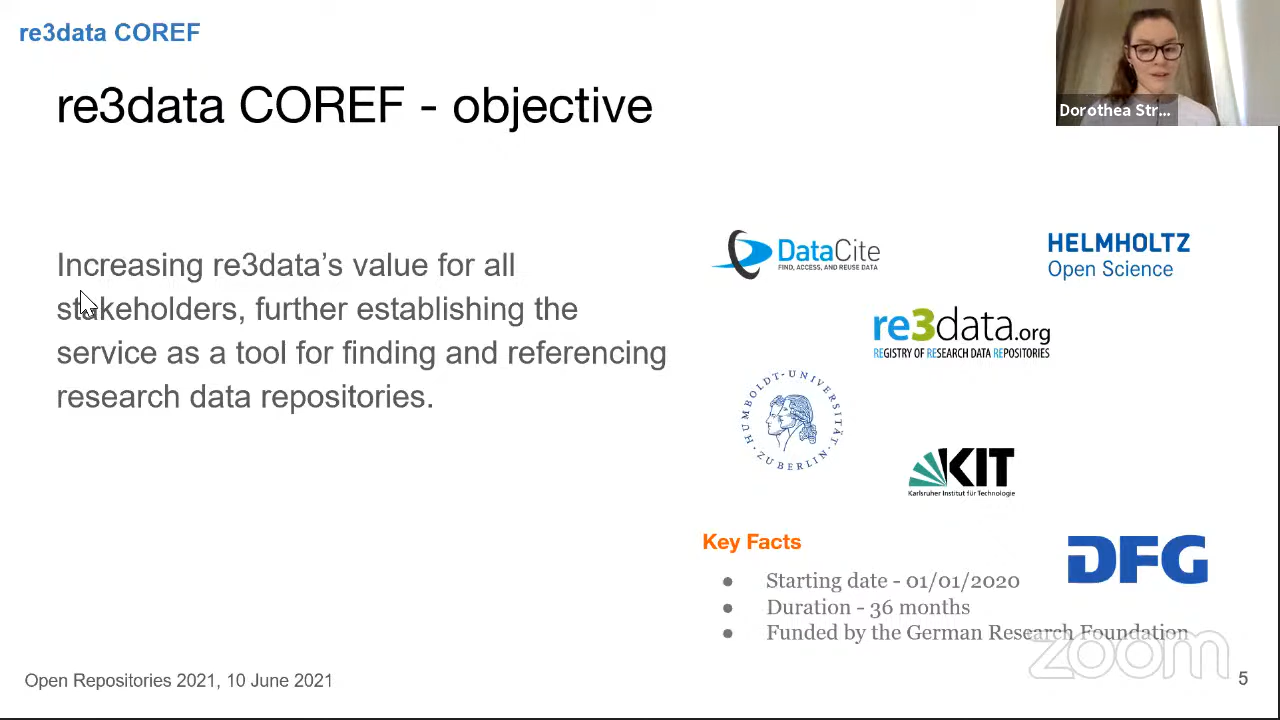 re3data COREF
Dorothea Str...
re3data COREF - objective
Increasing re3data’s value for all
stakeholders, further establishing the
service as a tool for finding and referencing
research data repositories.
DataCite
FIND, ACCESS, AND REUSE DATA
HELMHOLTZ
Open Science
re3data.org
REGISTRY OF RESEARCH DATA REPOSITORIES
HUMBOLDT-UNIVERSITÄT
ZU BERLIN
KIT
Karlsruher Institut für Technologie
DFG
Key Facts
● Starting date - 01/01/2020
● Duration - 36 months
● Funded by the German Research Foundation
zoom
Open Repositories 2021, 10 June 2021
5